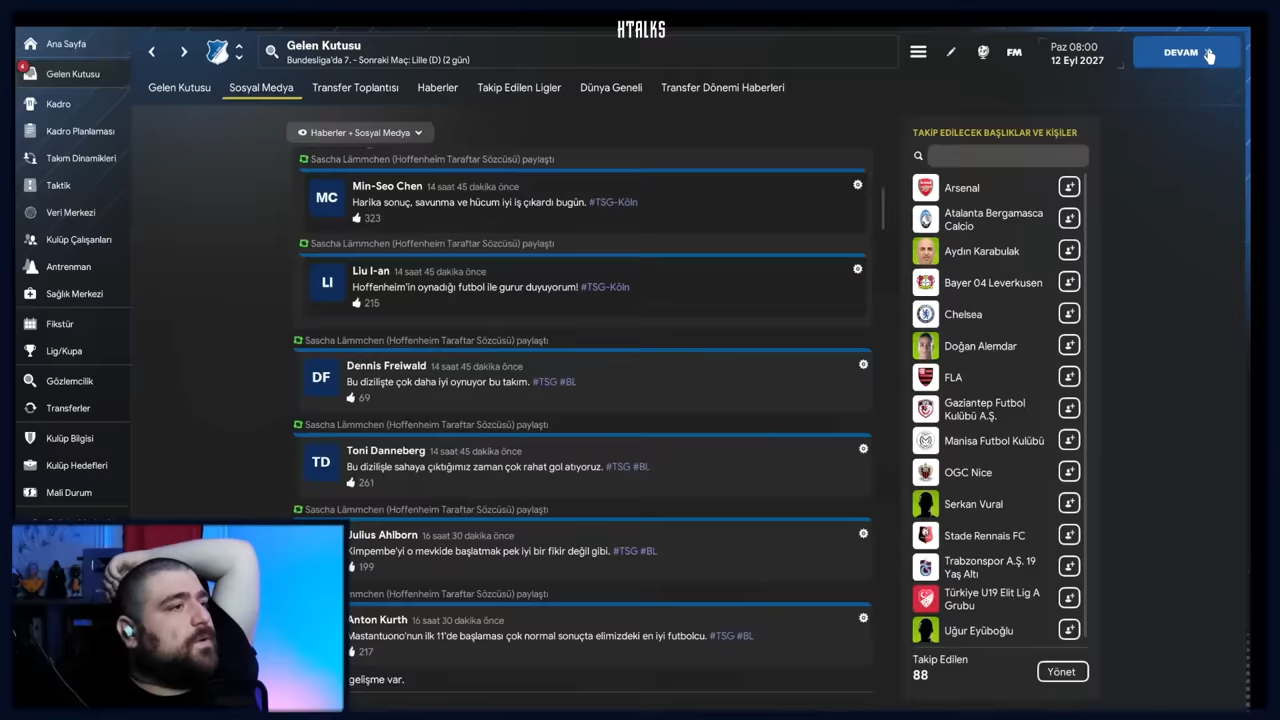 HTALKS
Ana Sayfa
4
Gelen Kutusu
Kadro
Kadro Planlaması
Takım Dinamikleri
Taktik
Veri Merkezi
Kulüp Çalışanları
Antrenman
Sağlık Merkezi
Fikstür
Lig/Kupa
Gözlemcilik
Transferler
Kulüp Bilgisi
Kulüp Hedefleri
Mali Durum
Gelen Kutusu
Bundesliga'da 7. - Sonraki Maç: Lille (D) (2 gün)
FM
Paz 08:00
12 Eyl 2027
DEVAM
Gelen Kutusu
Sosyal Medya
Transfer Toplantısı
Haberler
Takip Edilen Ligler
Dünya Geneli
Transfer Dönemi Haberleri
Haberler + Sosyal Medya
Sascha Lämmchen (Hoffenheim Taraftar Sözcüsü) paylaştı
MC
Min-Seo Chen 14 saat 45 dakika önce
Harika sonuç, savunma ve hücum iyi iş çıkardı bugün. #TSG-Köln
323
Sascha Lämmchen (Hoffenheim Taraftar Sözcüsü) paylaştı
LI
Liu I-an 14 saat 45 dakika önce
Hoffenheim'in oynadığı futbol ile gurur duyuyorum! #TSG-Köln
215
Sascha Lämmchen (Hoffenheim Taraftar Sözcüsü) paylaştı
DF
Dennis Freiwald 14 saat 45 dakika önce
Bu dizilişte çok daha iyi oynuyor bu takım. #TSG #BL
69
Sascha Lämmchen (Hoffenheim Taraftar Sözcüsü) paylaştı
TD
Toni Danneberg 14 saat 45 dakika önce
Bu dizilişle sahaya çıktığımız zaman çok rahat gol atıyoruz. #TSG #BL
261
Sascha Lämmchen (Hoffenheim Taraftar Sözcüsü) paylaştı
Julius Ahlborn 16 saat 30 dakika önce
Kimpembe'yi o mevkide başlatmak pek iyi bir fikir değil gibi. #TSG #BL
199
(Hoffenheim Taraftar Sözcüsü) paylaştı
Anton Kurth 16 saat 30 dakika önce
Mastantuono'nun ilk 11'de başlaması çok normal sonuçta elimizdeki en iyi futbolcu. #TSG #BL
217
gelişme var.
TAKİP EDİLECEK BAŞLIKLAR VE KİŞİLER
Arsenal
Atalanta Bergamasca
Calcio
Aydın Karabulak
Bayer 04 Leverkusen
Chelsea
Doğan Alemdar
FLA
Gaziantep Futbol
Kulübü A.Ş.
Manisa Futbol Kulübü
OGC Nice
Serkan Vural
Stade Rennais FC
Trabzonspor A.Ş. 19
Yaş Altı
Türkiye U19 Elit Lig A
Grubu
Uğur Eyüboğlu
Takip Edilen
88
Yönet